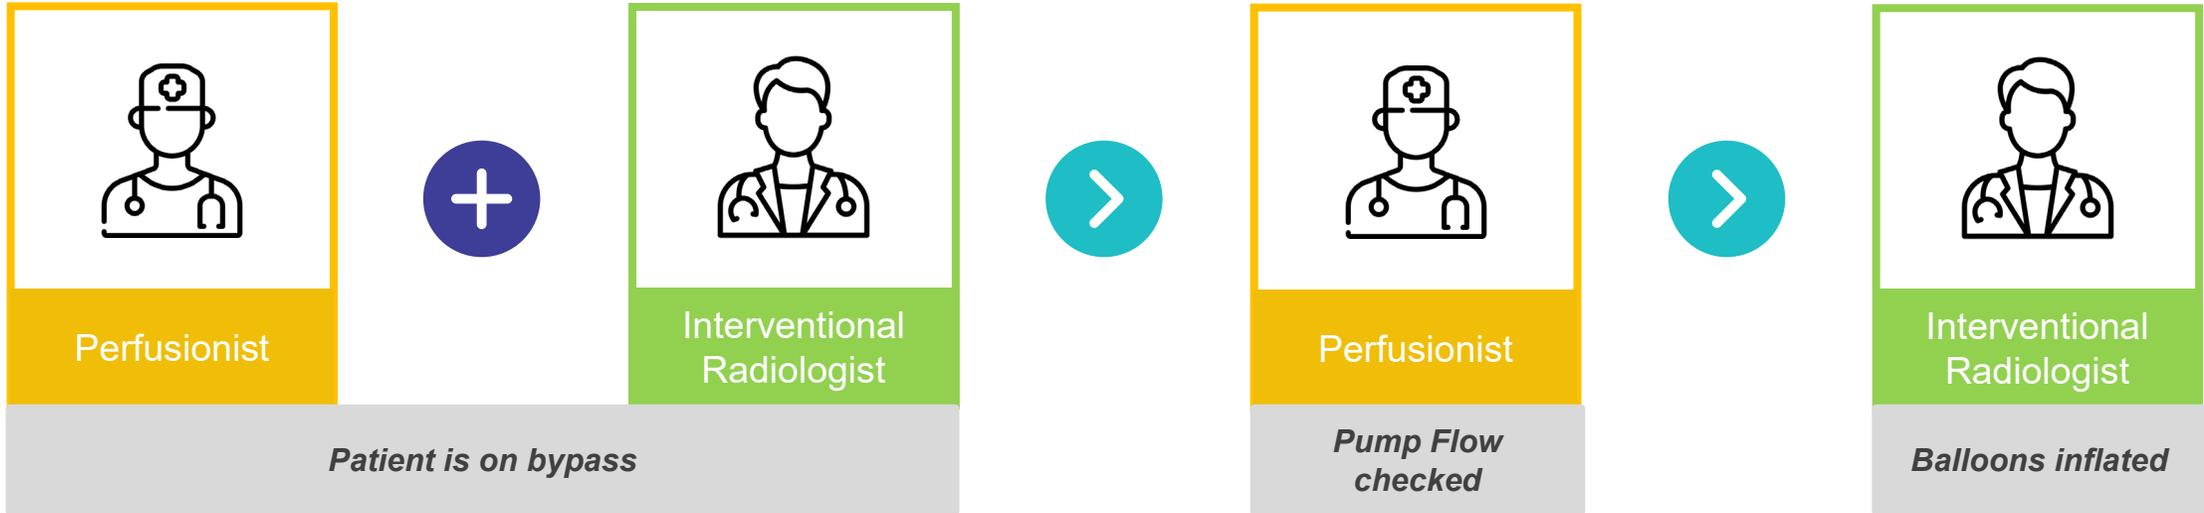 Perfusionist
Interventional
Radiologist
Patient is on bypass
Perfusionist
Pump Flow
checked
Interventional
Radiologist
Balloons inflated